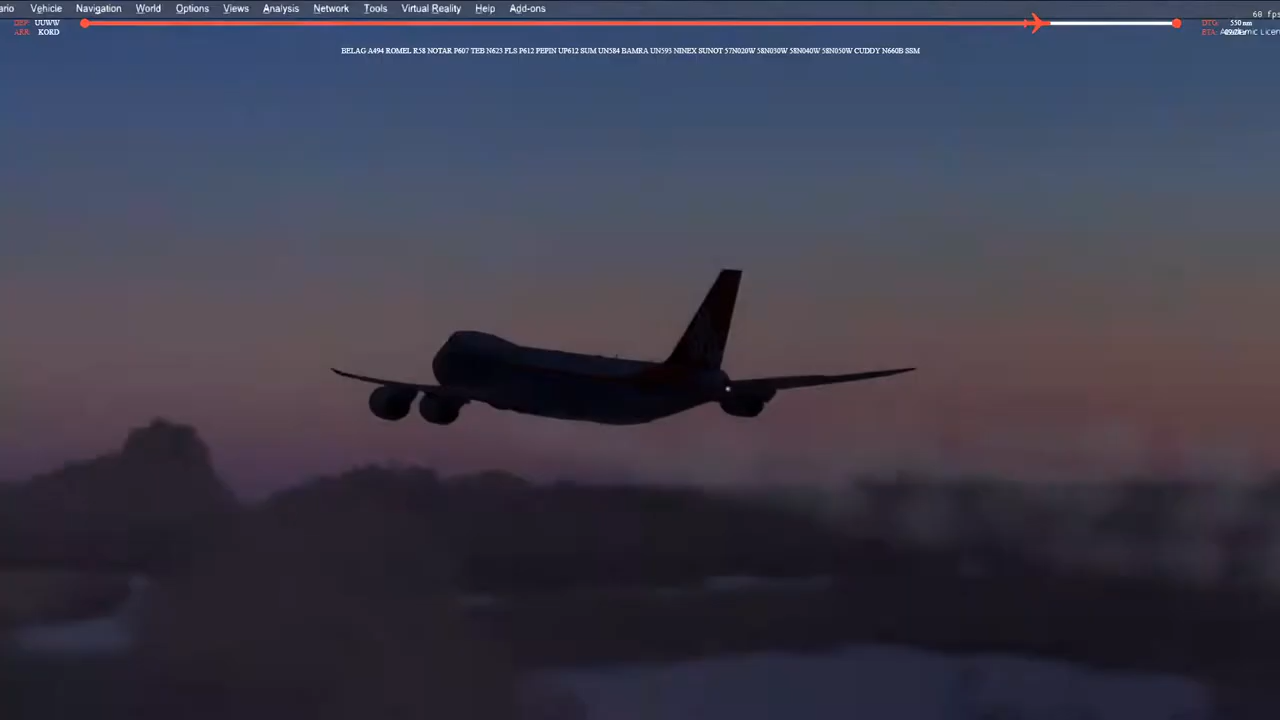 ario Vehicle Navigation World Options Views Analysis Network Tools Virtual Reality Help Add-ons
68 fps
DEP: UUWW
DTG: 550 nm
ARR: KORD
ETA:
BELAG A494 ROMEL R58 NOTAR P607 TEB N623 FLS P612 PEPIN UP612 SUM UN584 BAMRA UN593 NINEX SUNOT 57N020W 58N030W 58N040W 58N050W CUDDY N660B SSM